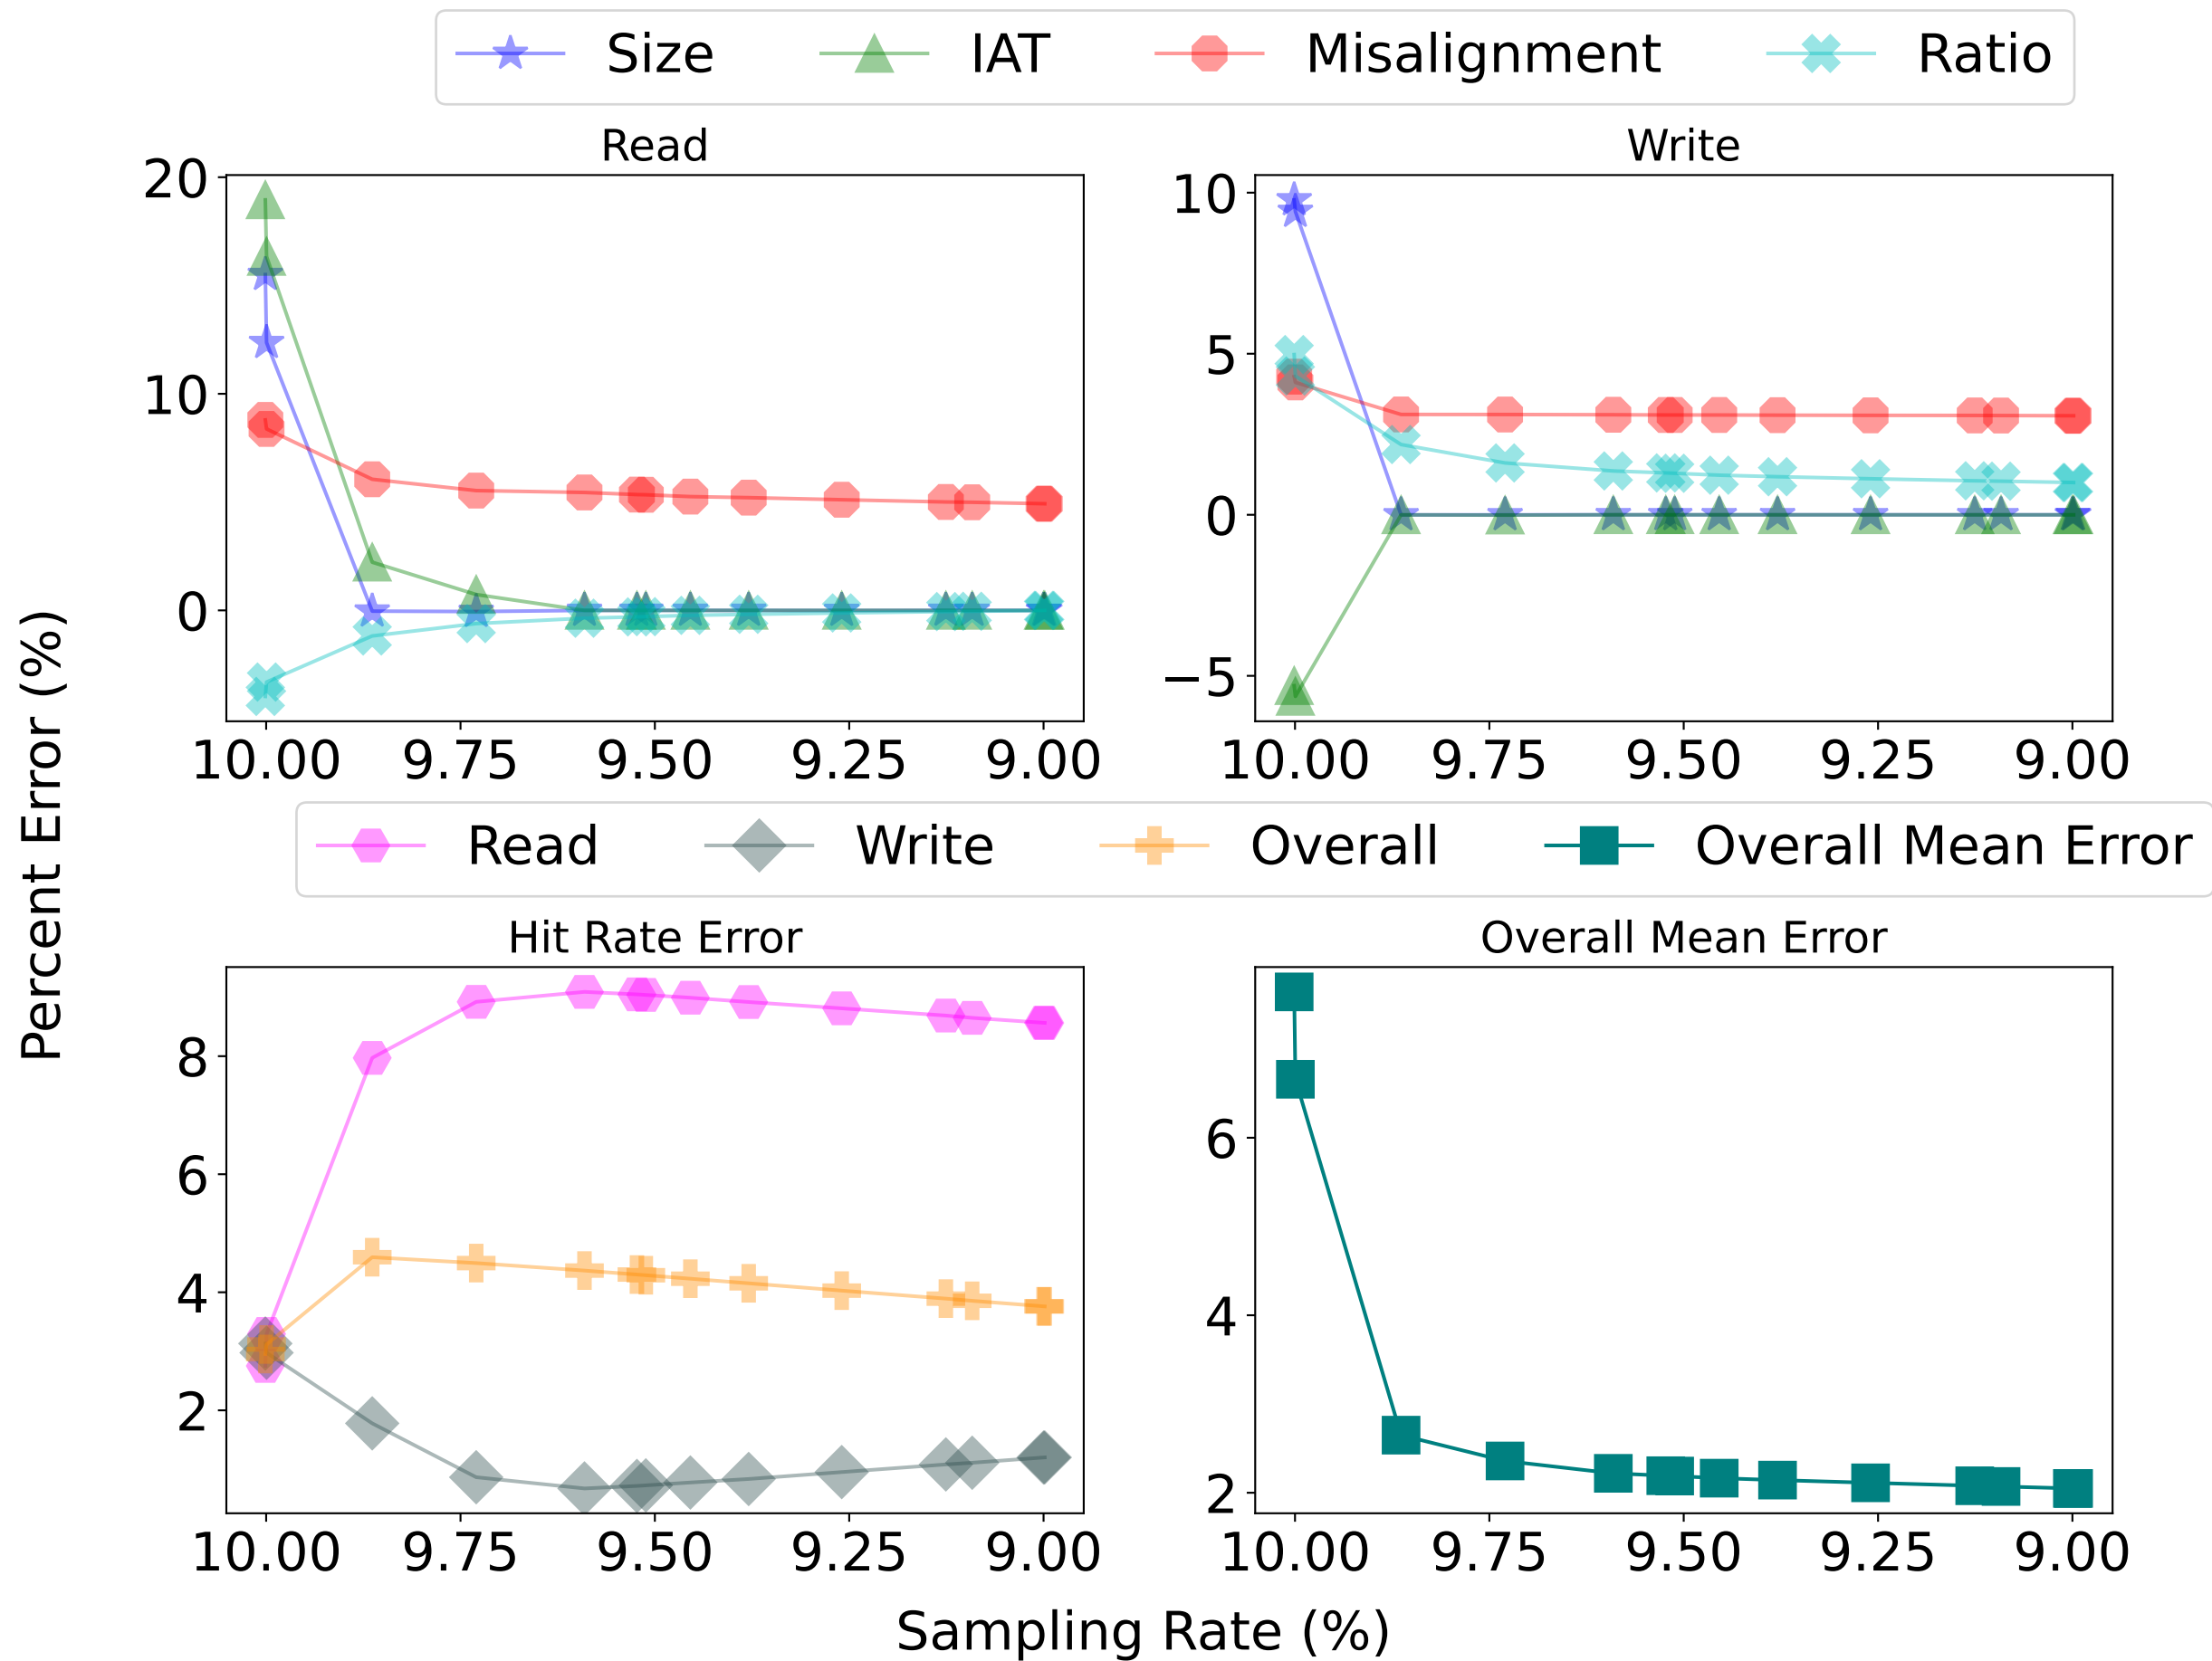 Size IAT Misalignment Ratio
Read Write
20
10
0
10
5
0
−5
10.00 9.75 9.50 9.25 9.00
10.00 9.75 9.50 9.25 9.00
Percent Error (%)
Read Write Overall Overall Mean Error
Hit Rate Error Overall Mean Error
8
6
4
2
6
4
2
10.00 9.75 9.50 9.25 9.00
10.00 9.75 9.50 9.25 9.00
Sampling Rate (%)